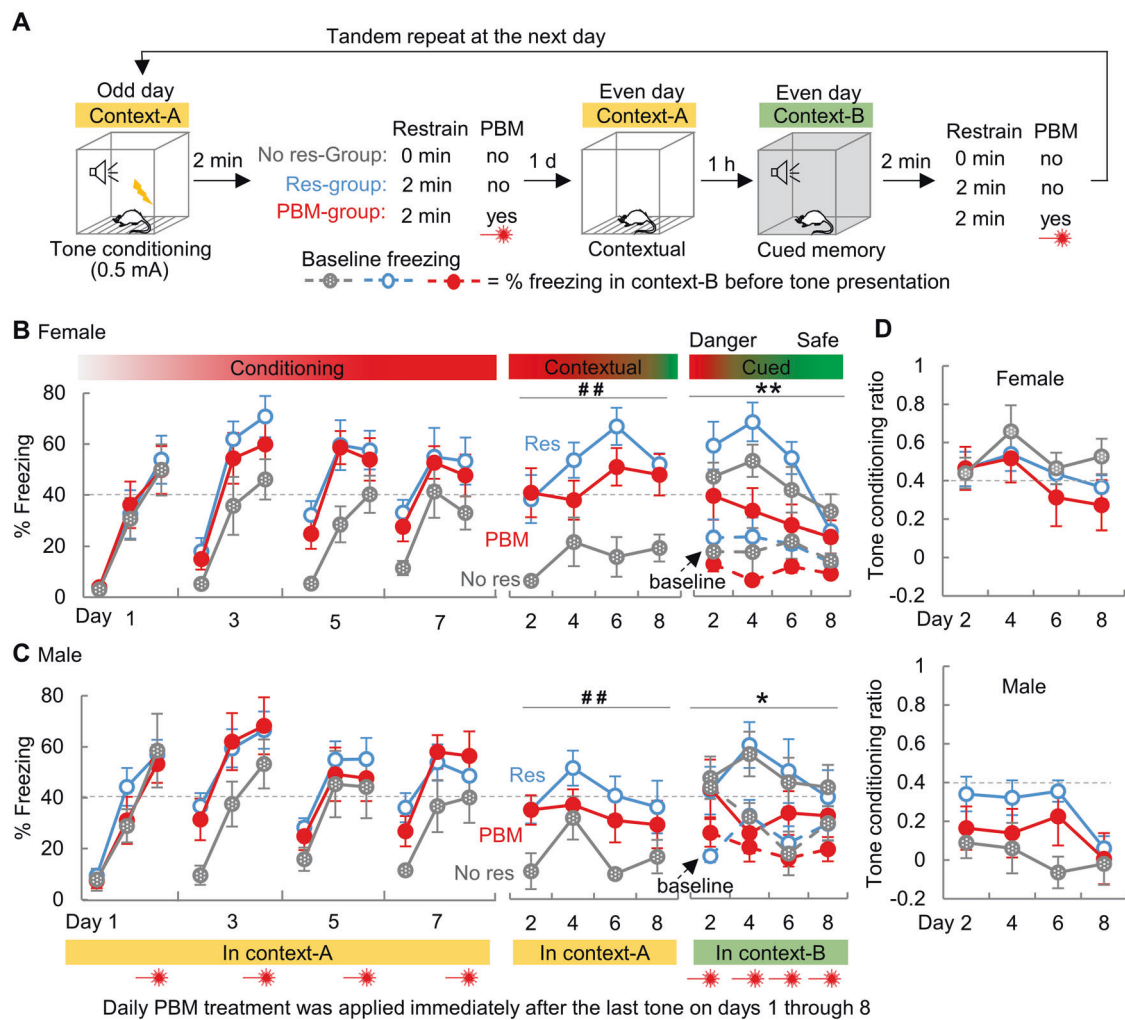 A
Tandem repeat at the next day
Odd day
Context-A
Tone conditioning
(0.5 mA)
2 min
Restrain PBM
No res-Group: 0 min no
Res-group: 2 min no
PBM-group: 2 min yes
1 d
Even day
Context-A
Contextual
1 h
Even day
Context-B
Cued memory
2 min
Restrain PBM
0 min no
2 min no
2 min yes
Baseline freezing
= % freezing in context-B before tone presentation
B Female
Conditioning
Contextual
Danger Safe
Cued
% Freezing
80
60
40
20
0
Day 1 3 5 7
##
Res
PBM
No res
2 4 6 8
**
baseline
2 4 6 8
D
Female
Tone conditioning ratio
1
0.8
0.6
0.4
0.2
0
-0.2
Day 2 4 6 8
C Male
% Freezing
80
60
40
20
0
Day 1 3 5 7
##
Res
PBM
No res
2 4 6 8
*
baseline
2 4 6 8
Male
Tone conditioning ratio
1
0.8
0.6
0.4
0.2
0
-0.2
Day 2 4 6 8
In context-A
In context-A
In context-B
Daily PBM treatment was applied immediately after the last tone on days 1 through 8